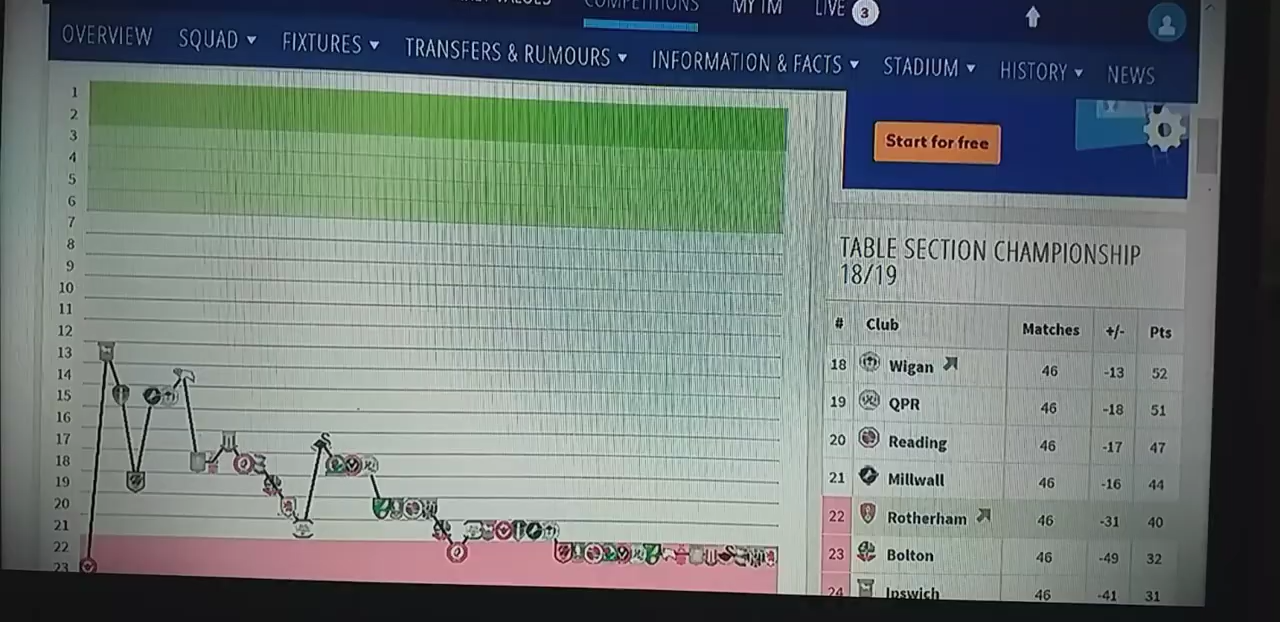 COMPETITIONS MY TM LIVE 3
OVERVIEW SQUAD ▾ FIXTURES ▾ TRANSFERS & RUMOURS ▾ INFORMATION & FACTS ▾ STADIUM ▾ HISTORY ▾ NEWS
Start for free
1
2
3
4
5
6
7
8
9
10
11
12
13
14
15
16
17
18
19
20
21
22
23
TABLE SECTION CHAMPIONSHIP
18/19
# Club Matches +/- Pts
18 Wigan 46 -13 52
19 QPR 46 -18 51
20 Reading 46 -17 47
21 Millwall 46 -16 44
22 Rotherham 46 -31 40
23 Bolton 46 -49 32
24 Ipswich 46 -41 31